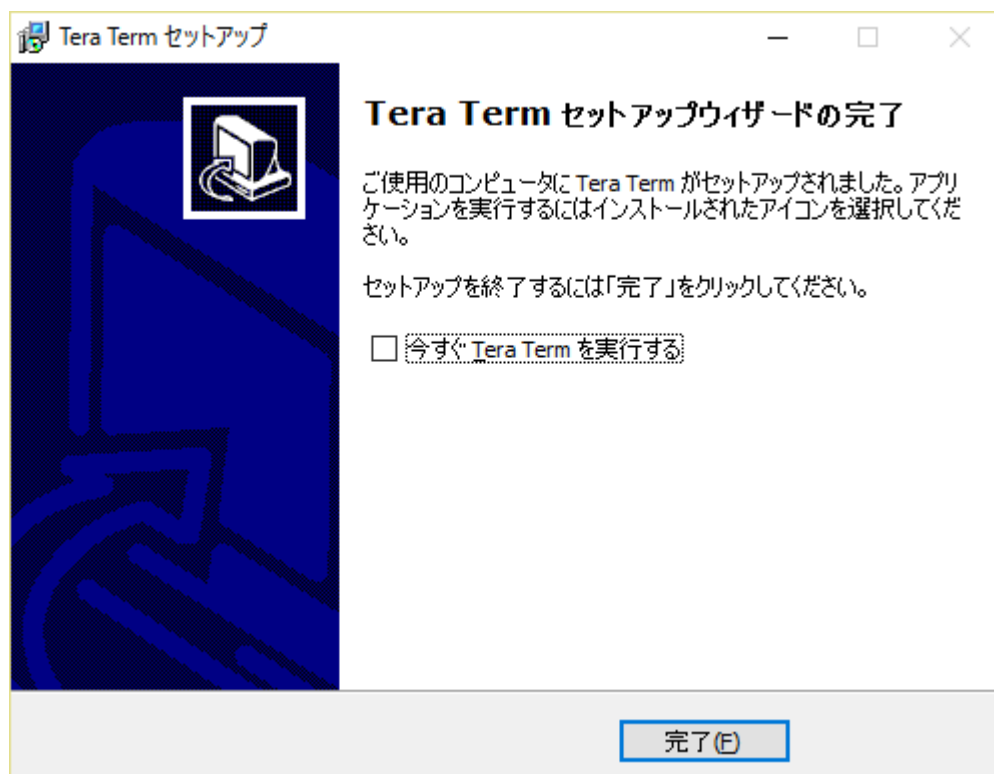 Tera Term セットアップ
Tera Term セットアップウィザードの完了
ご使用のコンピュータに Tera Term がセットアップされました。アプリ
ケーションを実行するにはインストールされたアイコンを選択してくだ
さい。
セットアップを終了するには「完了」をクリックしてください。
今すぐ Tera Term を実行する
完了(F)